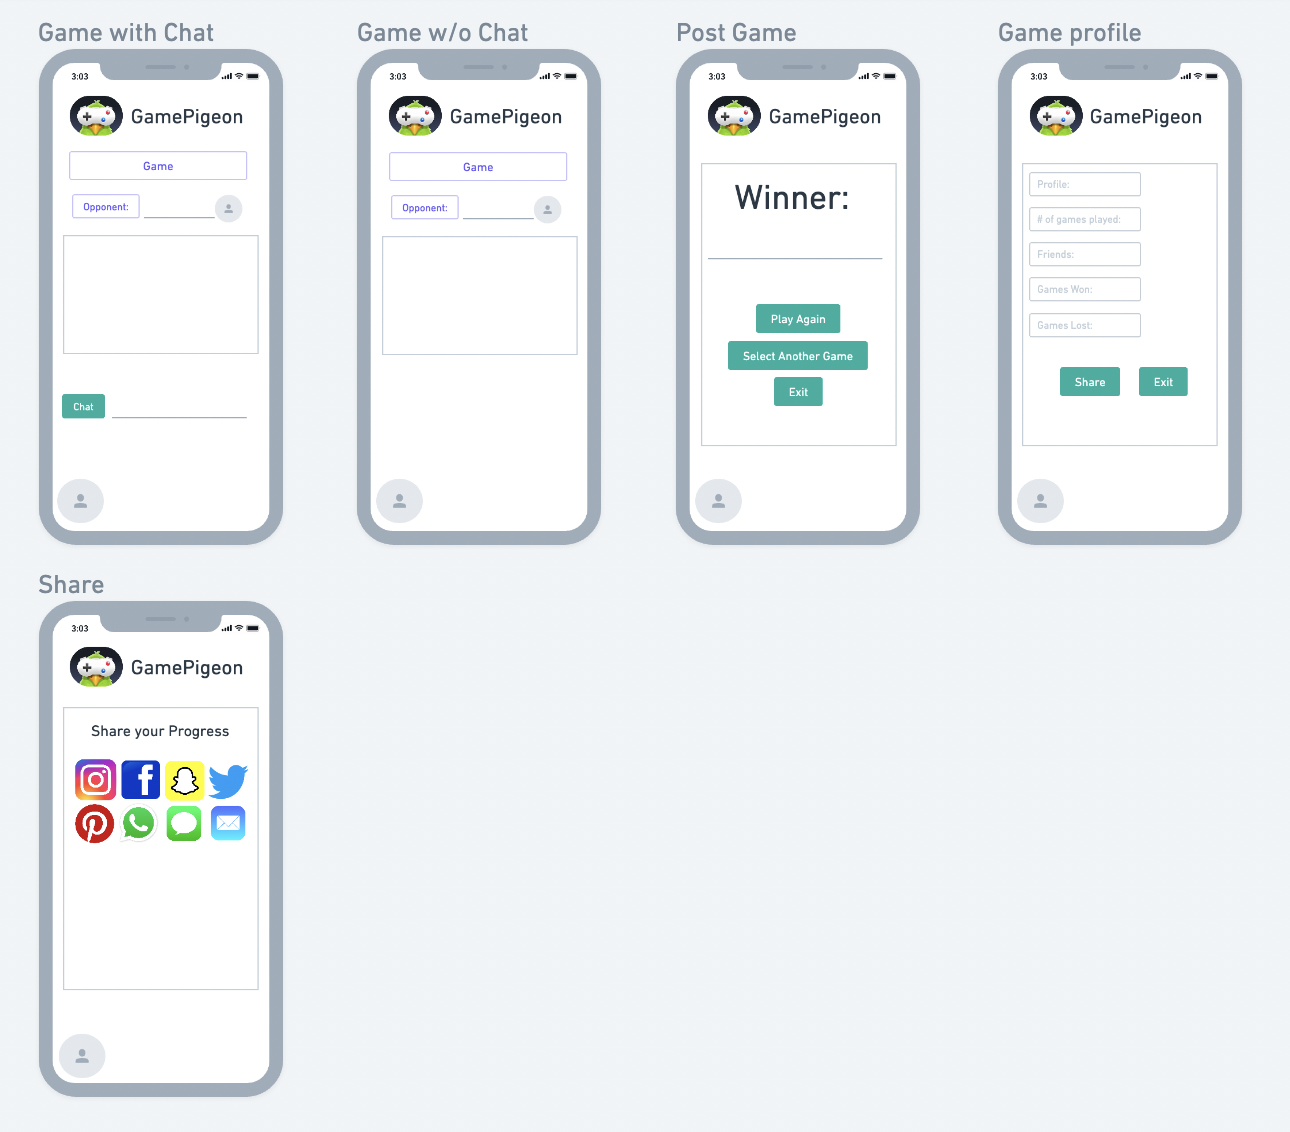 Game with Chat
Game w/o Chat
Post Game
Game profile
3:03
GamePigeon
Game
Opponent:
Chat
3:03
GamePigeon
Game
Opponent:
3:03
GamePigeon
Winner:
Play Again
Select Another Game
Exit
3:03
GamePigeon
Profile:
# of games played:
Friends:
Games Won:
Games Lost:
Share
Exit
Share
3:03
GamePigeon
Share your Progress